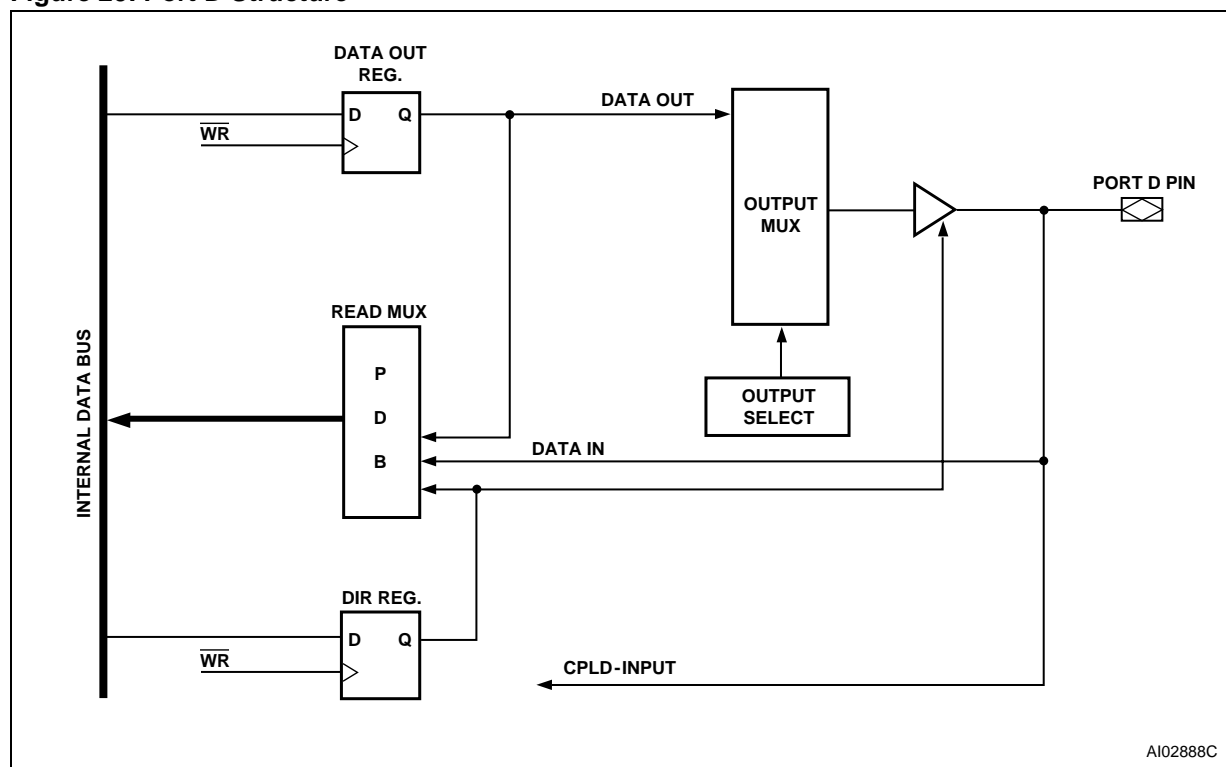 DATA OUT
REG.
D Q
WR
DATA OUT
OUTPUT
MUX
PORT D PIN
READ MUX
P
D
B
INTERNAL DATA BUS
OUTPUT
SELECT
DATA IN
DIR REG.
D Q
WR
CPLD-INPUT
AI02888C